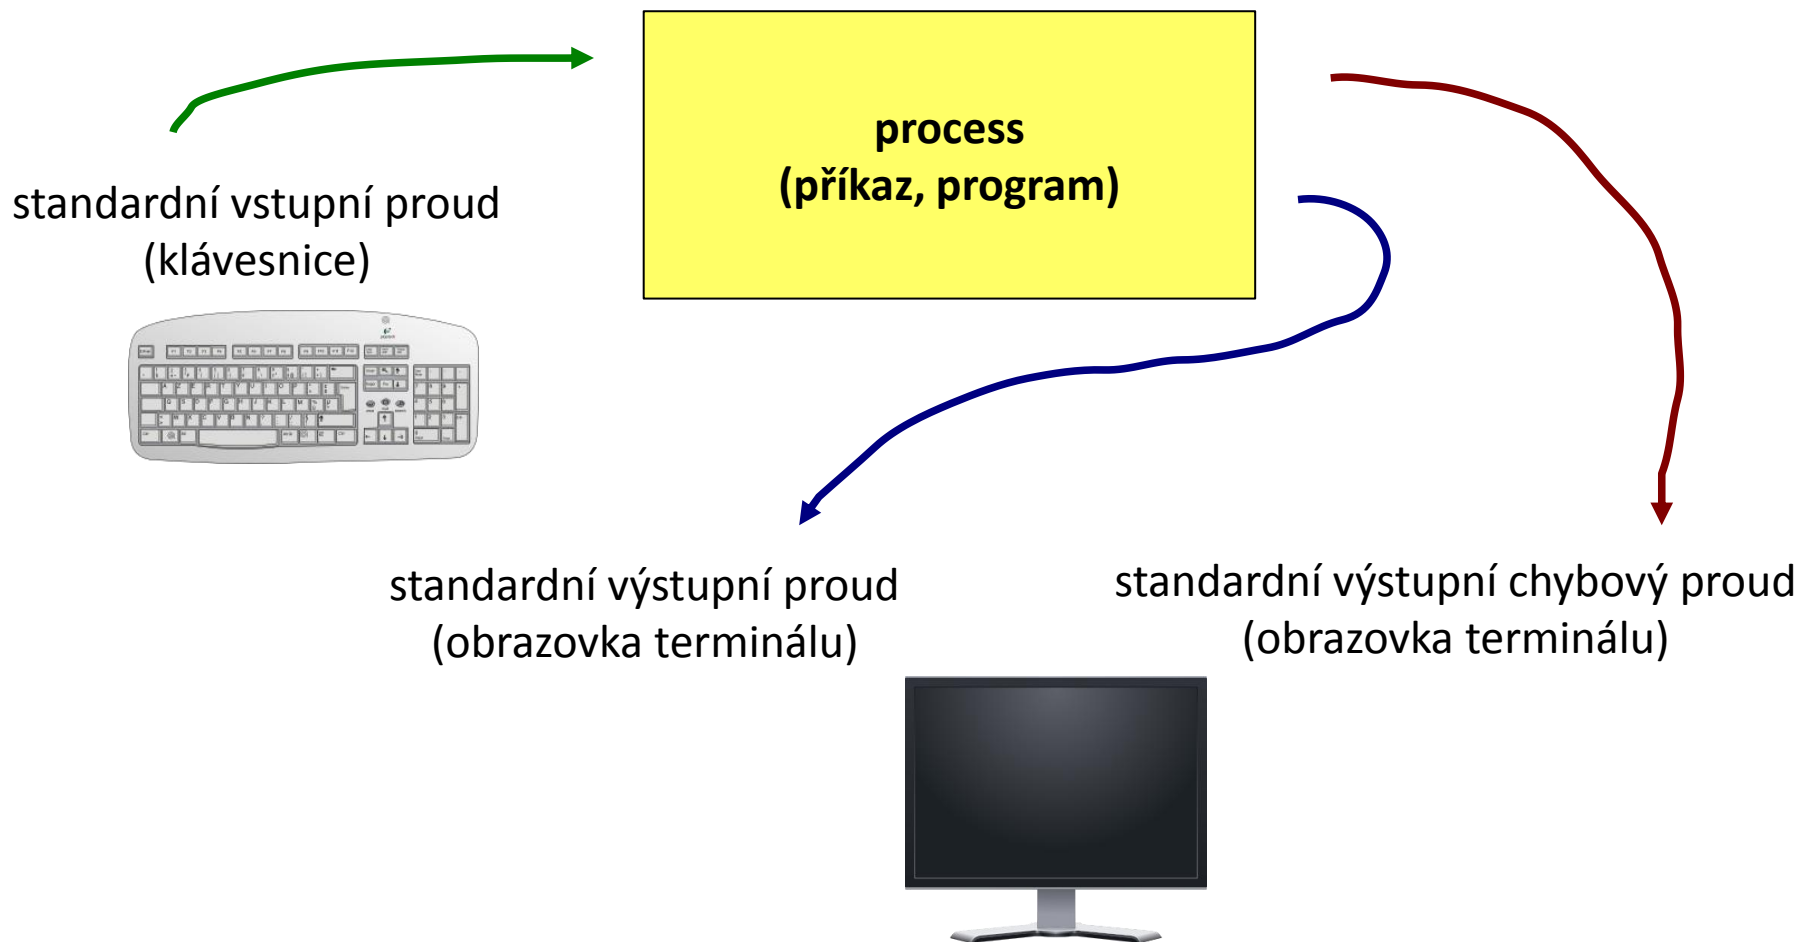 process
(příkaz, program)
standardní vstupní proud
(klávesnice)
standardní výstupní proud
(obrazovka terminálu)
standardní výstupní chybový proud
(obrazovka terminálu)